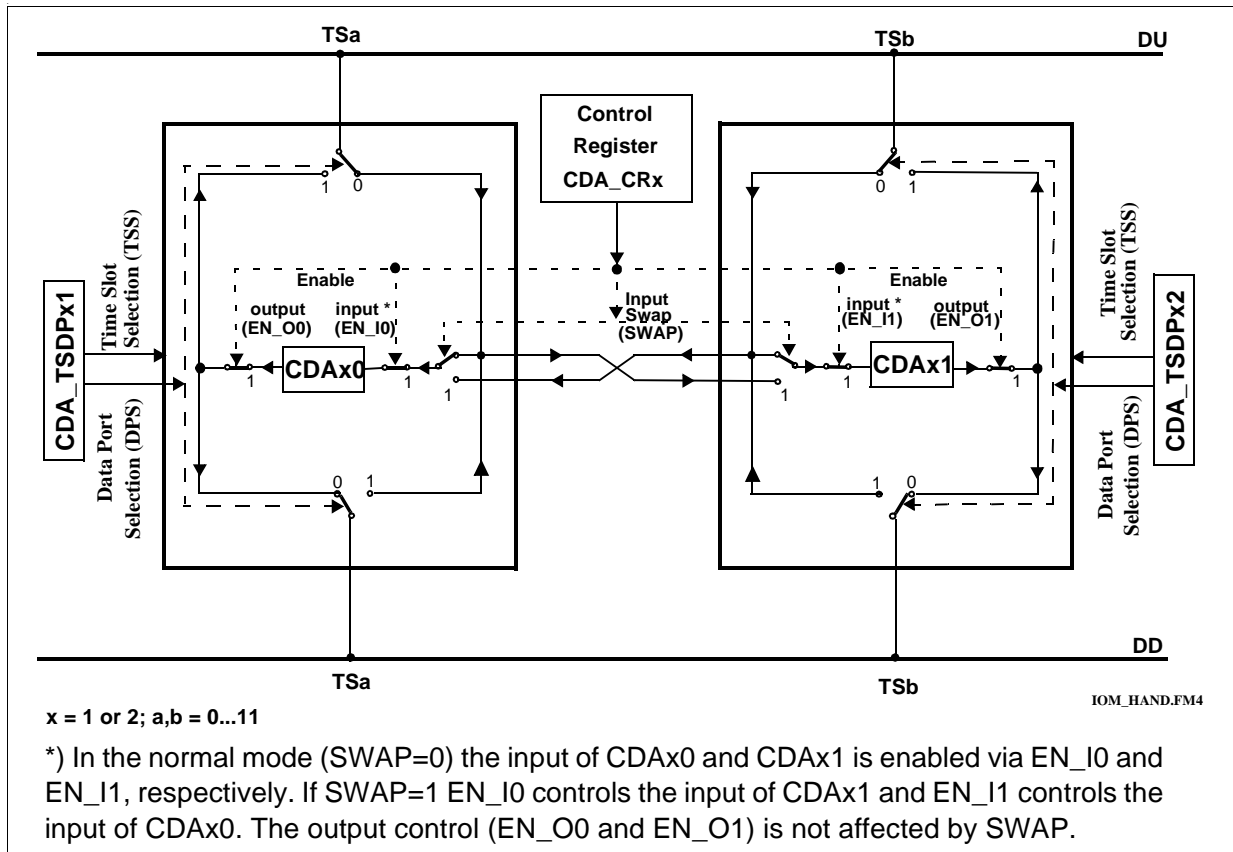 TSa
TSb
DU
Control
Register
CDA_CRx
1
0
0
1
Time Slot
Selection (TSS)
Time Slot
Selection (TSS)
Enable
Enable
output
(EN_O0)
input *
(EN_I0)
Input
Swap
(SWAP)
input *
(EN_I1)
output
(EN_O1)
CDA_TSDPx1
CDA_TSDPx2
1
CDAx0
1
1
1
1
CDAx1
1
Data Port
Selection (DPS)
Data Port
Selection (DPS)
0
1
1
0
TSa
TSb
DD
IOM_HAND.FM4
x = 1 or 2; a,b = 0...11
*) In the normal mode (SWAP=0) the input of CDAx0 and CDAx1 is enabled via EN_I0 and
EN_I1, respectively. If SWAP=1 EN_I0 controls the input of CDAx1 and EN_I1 controls the
input of CDAx0. The output control (EN_O0 and EN_O1) is not affected by SWAP.